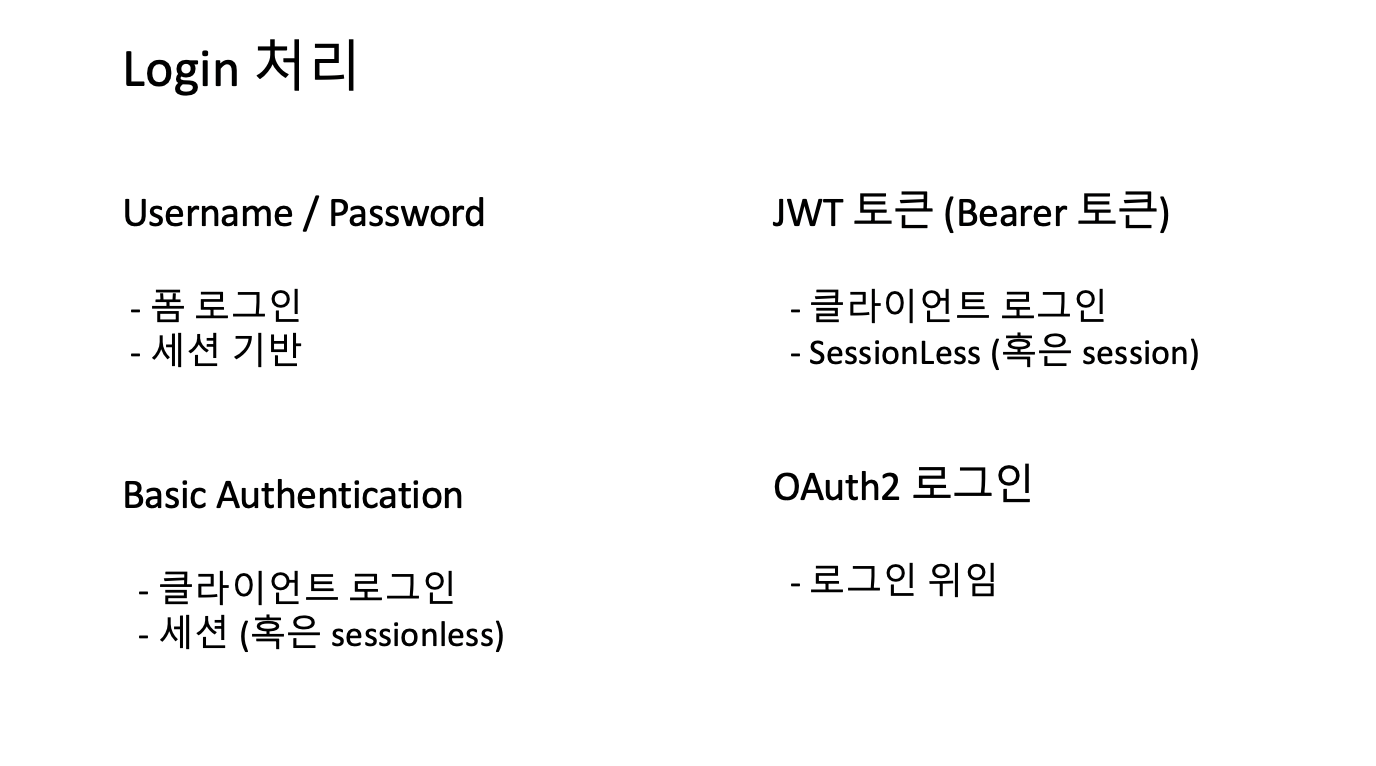 Login 처리
Username / Password
- 폼 로그인
- 세션 기반
JWT 토큰 (Bearer 토큰)
- 클라이언트 로그인
- SessionLess (혹은 session)
Basic Authentication
- 클라이언트 로그인
- 세션 (혹은 sessionless)
OAuth2 로그인
- 로그인 위임